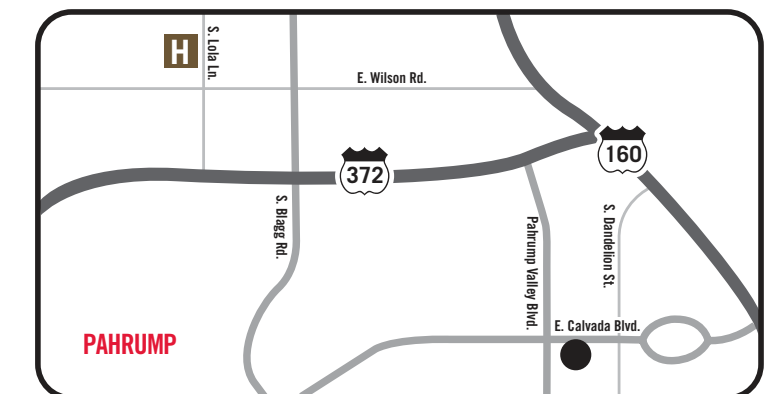 H
S. Lola Ln.
E. Wilson Rd.
160
372
S. Blagg Rd.
Pahrump Valley Blvd.
S. Dandelion St.
E. Calvada Blvd.
PAHRUMP